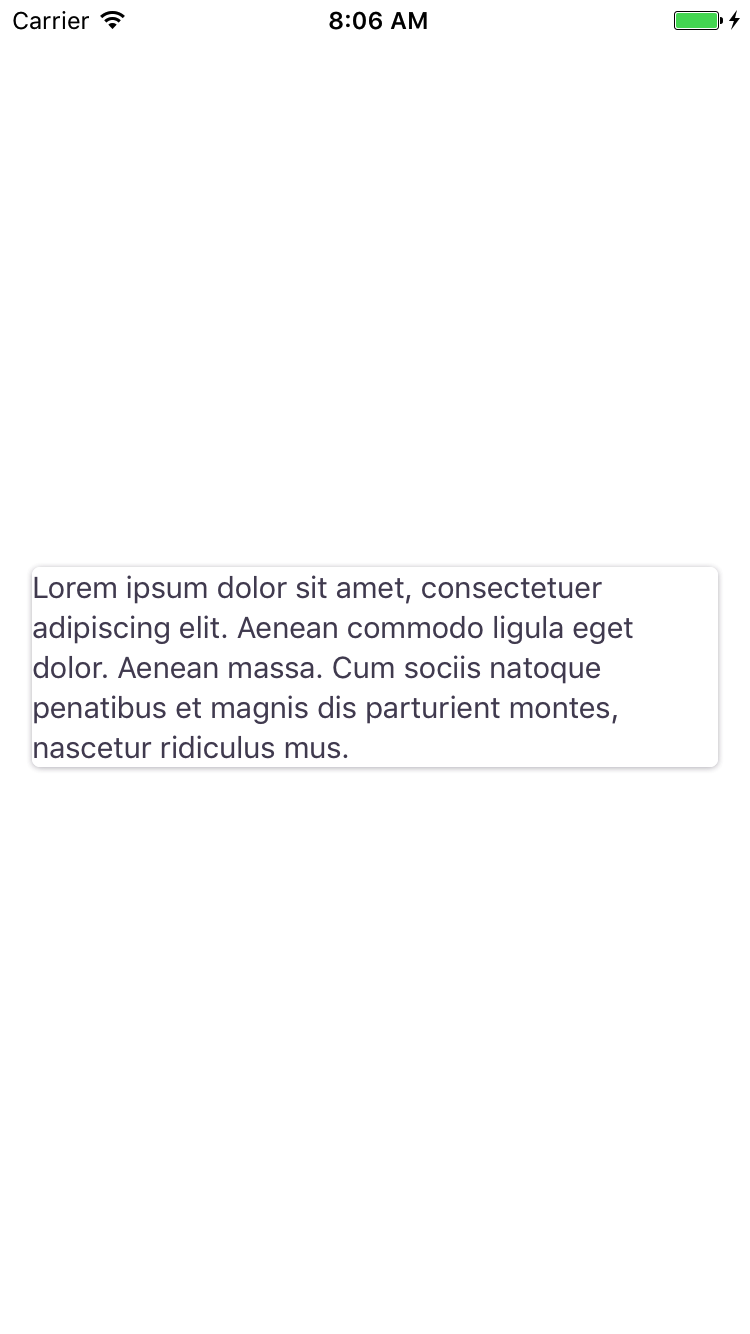 Carrier 8:06 AM
Lorem ipsum dolor sit amet, consectetuer
adipiscing elit. Aenean commodo ligula eget
dolor. Aenean massa. Cum sociis natoque
penatibus et magnis dis parturient montes,
nascetur ridiculus mus.